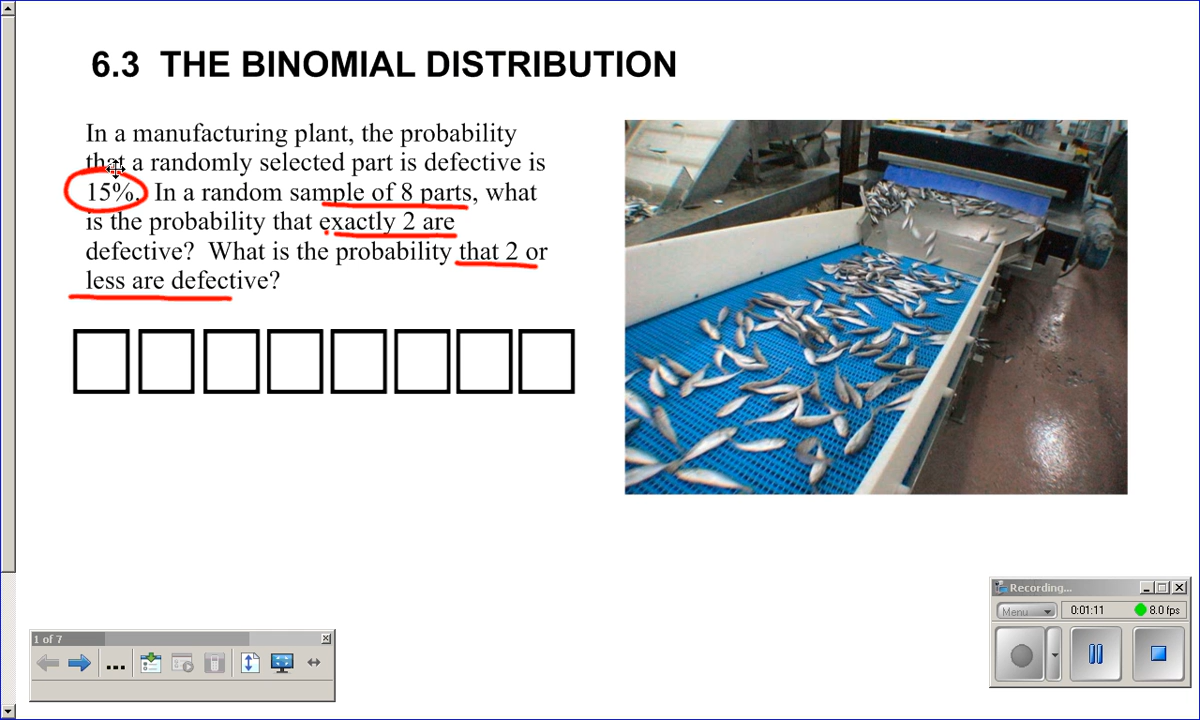 6.3 THE BINOMIAL DISTRIBUTION
In a manufacturing plant, the probability
that a randomly selected part is defective is
15%. In a random sample of 8 parts, what
is the probability that exactly 2 are
defective? What is the probability that 2 or
less are defective?
Recording...
Menu
0:01:11
8.0 fps
1 of 7